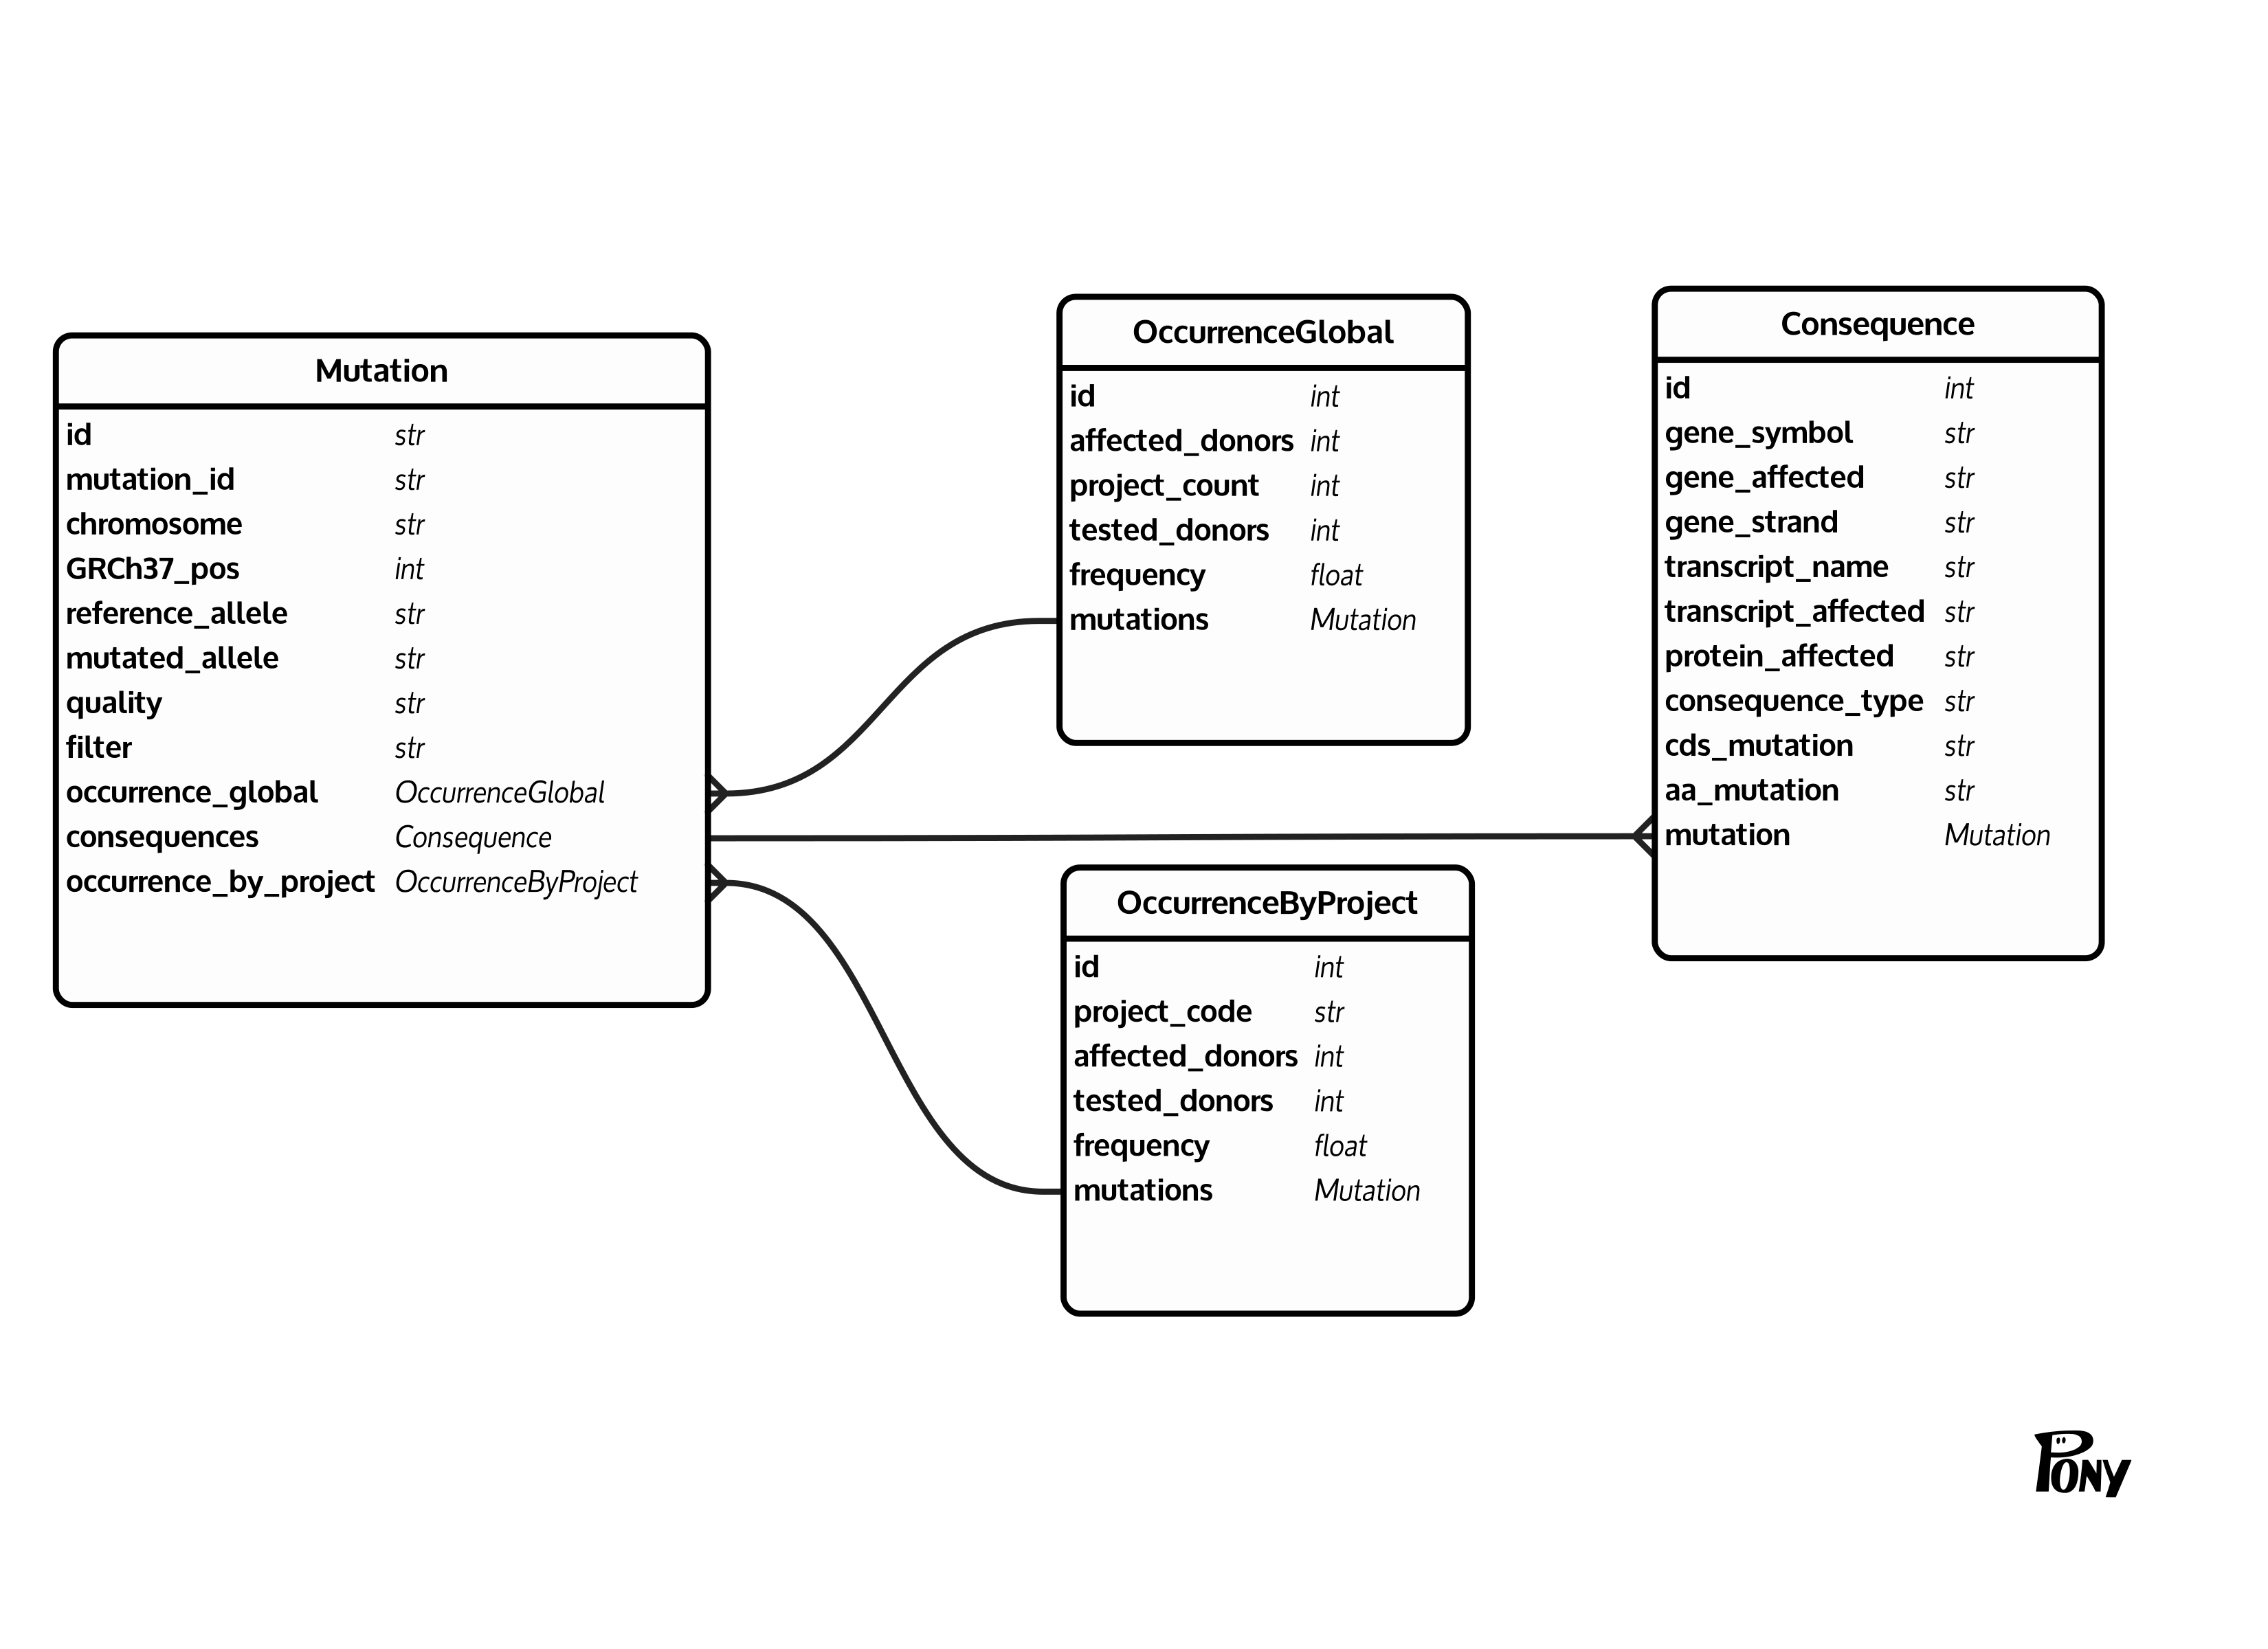 Mutation
id str
mutation_id str
chromosome str
GRCh37_pos int
reference_allele str
mutated_allele str
quality str
filter str
occurrence_global OccurrenceGlobal
consequences Consequence
occurrence_by_project OccurrenceByProject
OccurrenceGlobal
id int
affected_donors int
project_count int
tested_donors int
frequency float
mutations Mutation
OccurrenceByProject
id int
project_code str
affected_donors int
tested_donors int
frequency float
mutations Mutation
Consequence
id int
gene_symbol str
gene_affected str
gene_strand str
transcript_name str
transcript_affected str
protein_affected str
consequence_type str
cds_mutation str
aa_mutation str
mutation Mutation
PONY